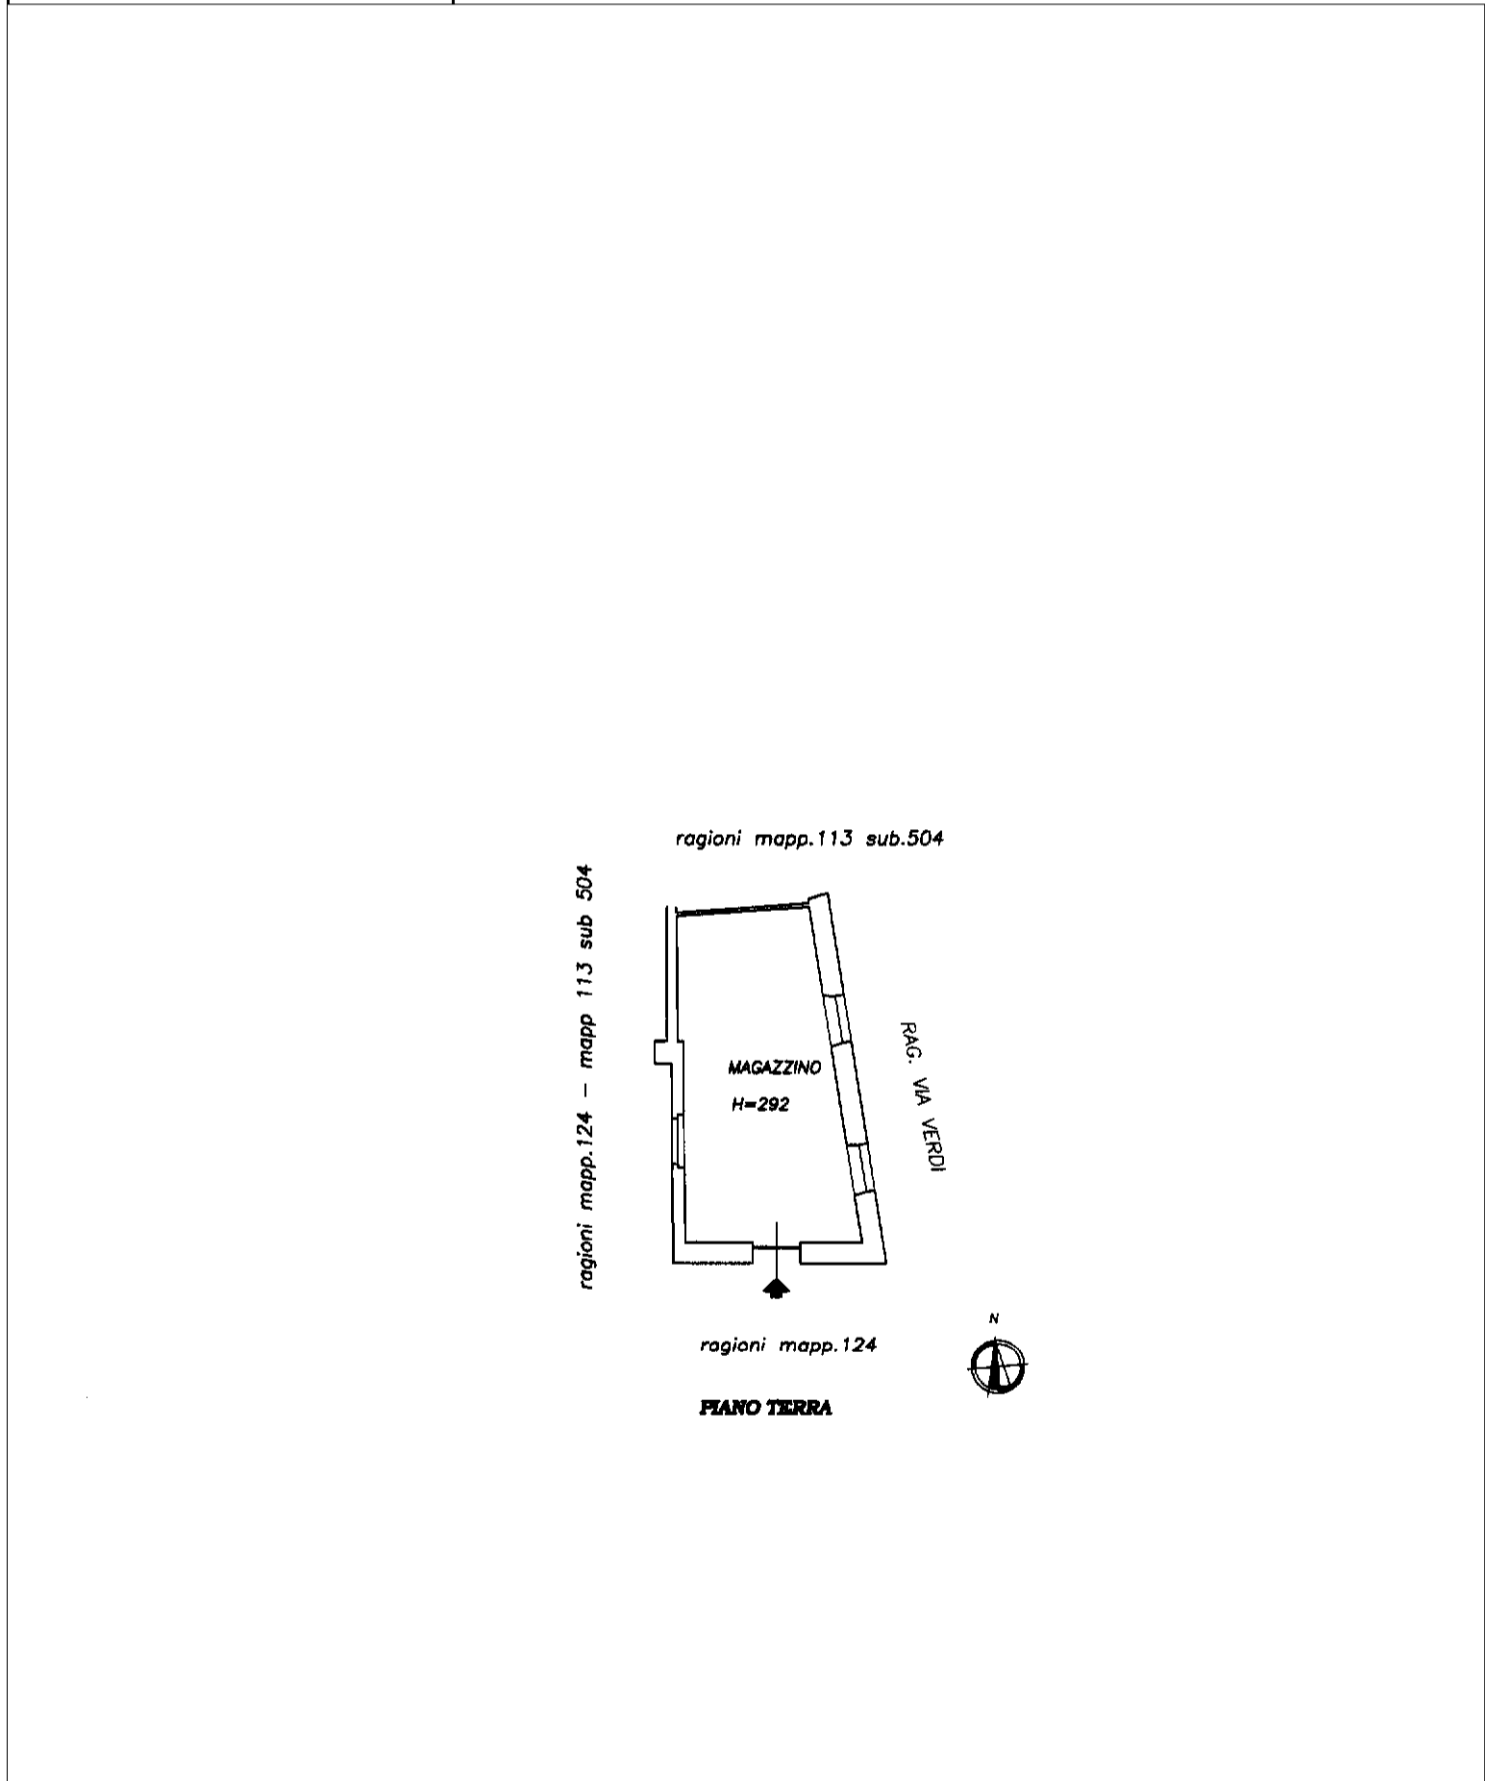 ragioni mapp.113 sub.504
ragioni mapp.124 – mapp 113 sub 504
MAGAZZINO
H=292
RAG. VIA VERDI
ragioni mapp.124
N
PIANO TERRA